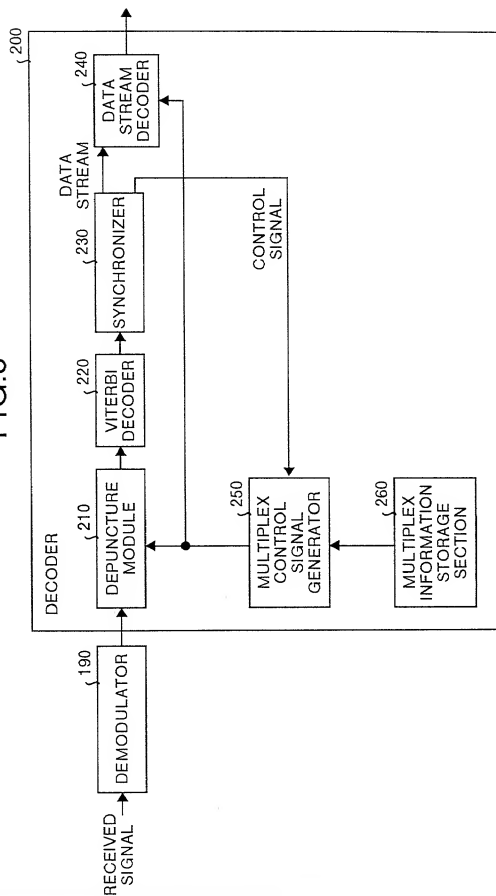 200
DECODER
RECEIVED
SIGNAL
190
DEMODULATOR
210
DEPUNCTURE
MODULE
220
VITERBI
DECODER
230
SYNCHRONIZER
DATA
STREAM
240
DATA
STREAM
DECODER
CONTROL
SIGNAL
250
MULTIPLEX
CONTROL
SIGNAL
GENERATOR
260
MULTIPLEX
INFORMATION
STORAGE
SECTION